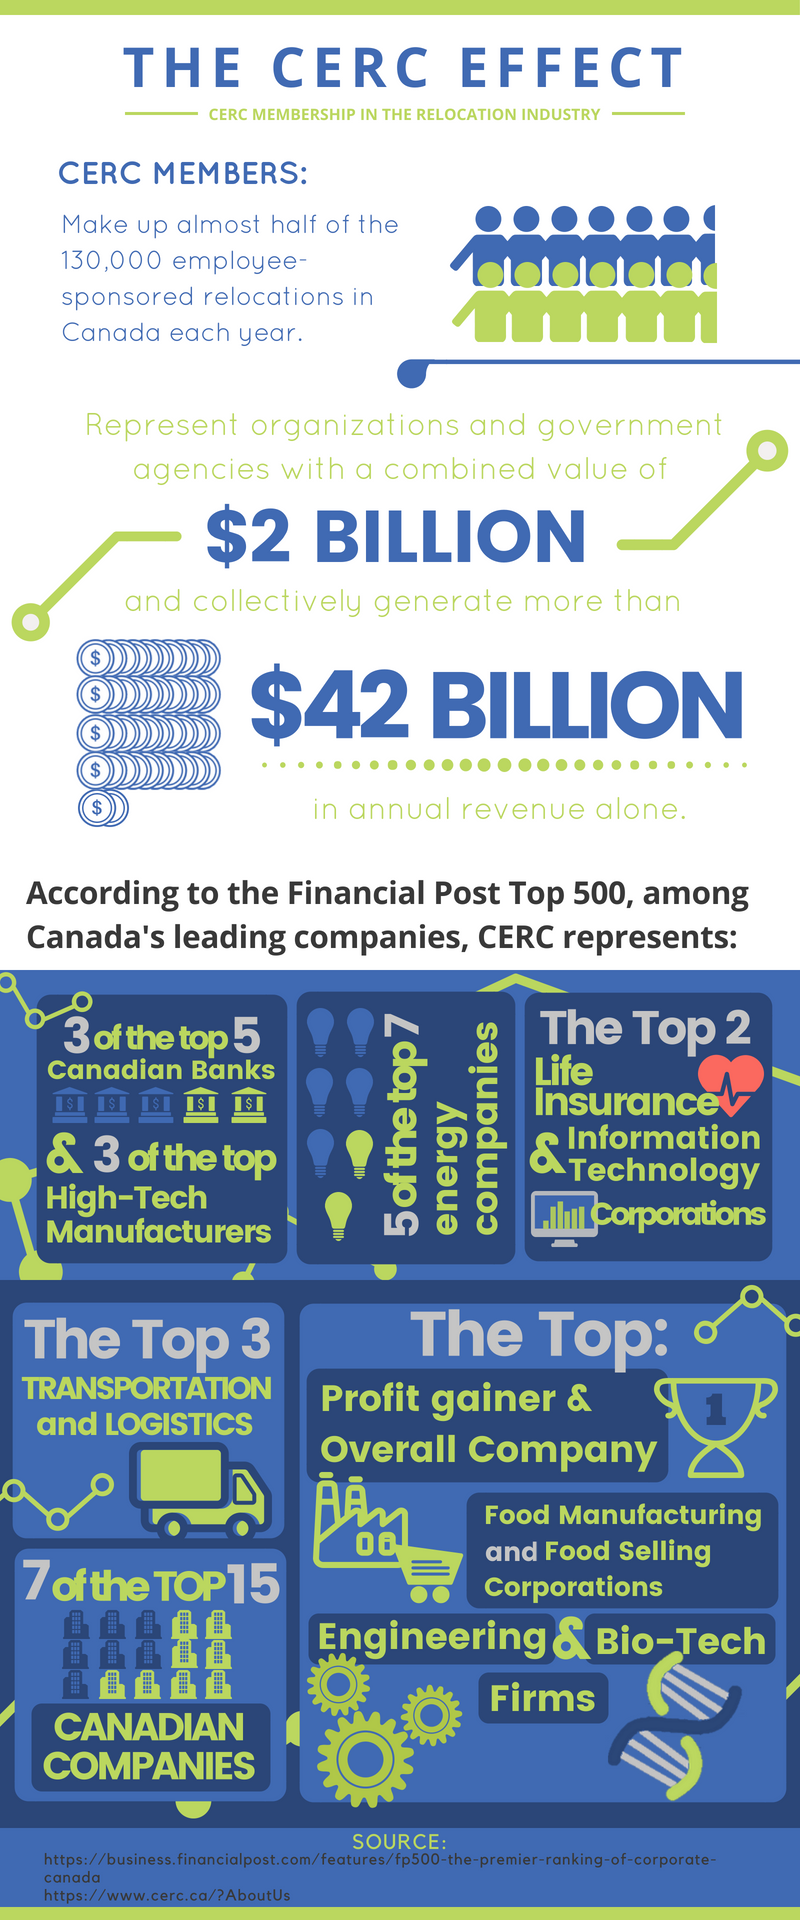 THE CERC EFFECT
CERC MEMBERSHIP IN THE RELOCATION INDUSTRY
CERC MEMBERS:
Make up almost half of the
130,000 employee-
sponsored relocations in
Canada each year.
Represent organizations and government
agencies with a combined value of
$2 BILLION
and collectively generate more than
$42 BILLION
in annual revenue alone.
According to the Financial Post Top 500, among
Canada's leading companies, CERC represents:
3 of the top 5
Canadian Banks
& 3 of the top
High-Tech
Manufacturers
5 of the top 7
energy
companies
The Top 2
Life
Insurance
& Information
Technology
Corporations
The Top 3
TRANSPORTATION
and LOGISTICS
7 of the TOP 15
CANADIAN
COMPANIES
The Top:
Profit gainer &
Overall Company
1
Food Manufacturing
and Food Selling
Corporations
Engineering & Bio-Tech
Firms
SOURCE:
https://business.financialpost.com/features/fp500-the-premier-ranking-of-corporate-
canada
https://www.cerc.ca/?AboutUs